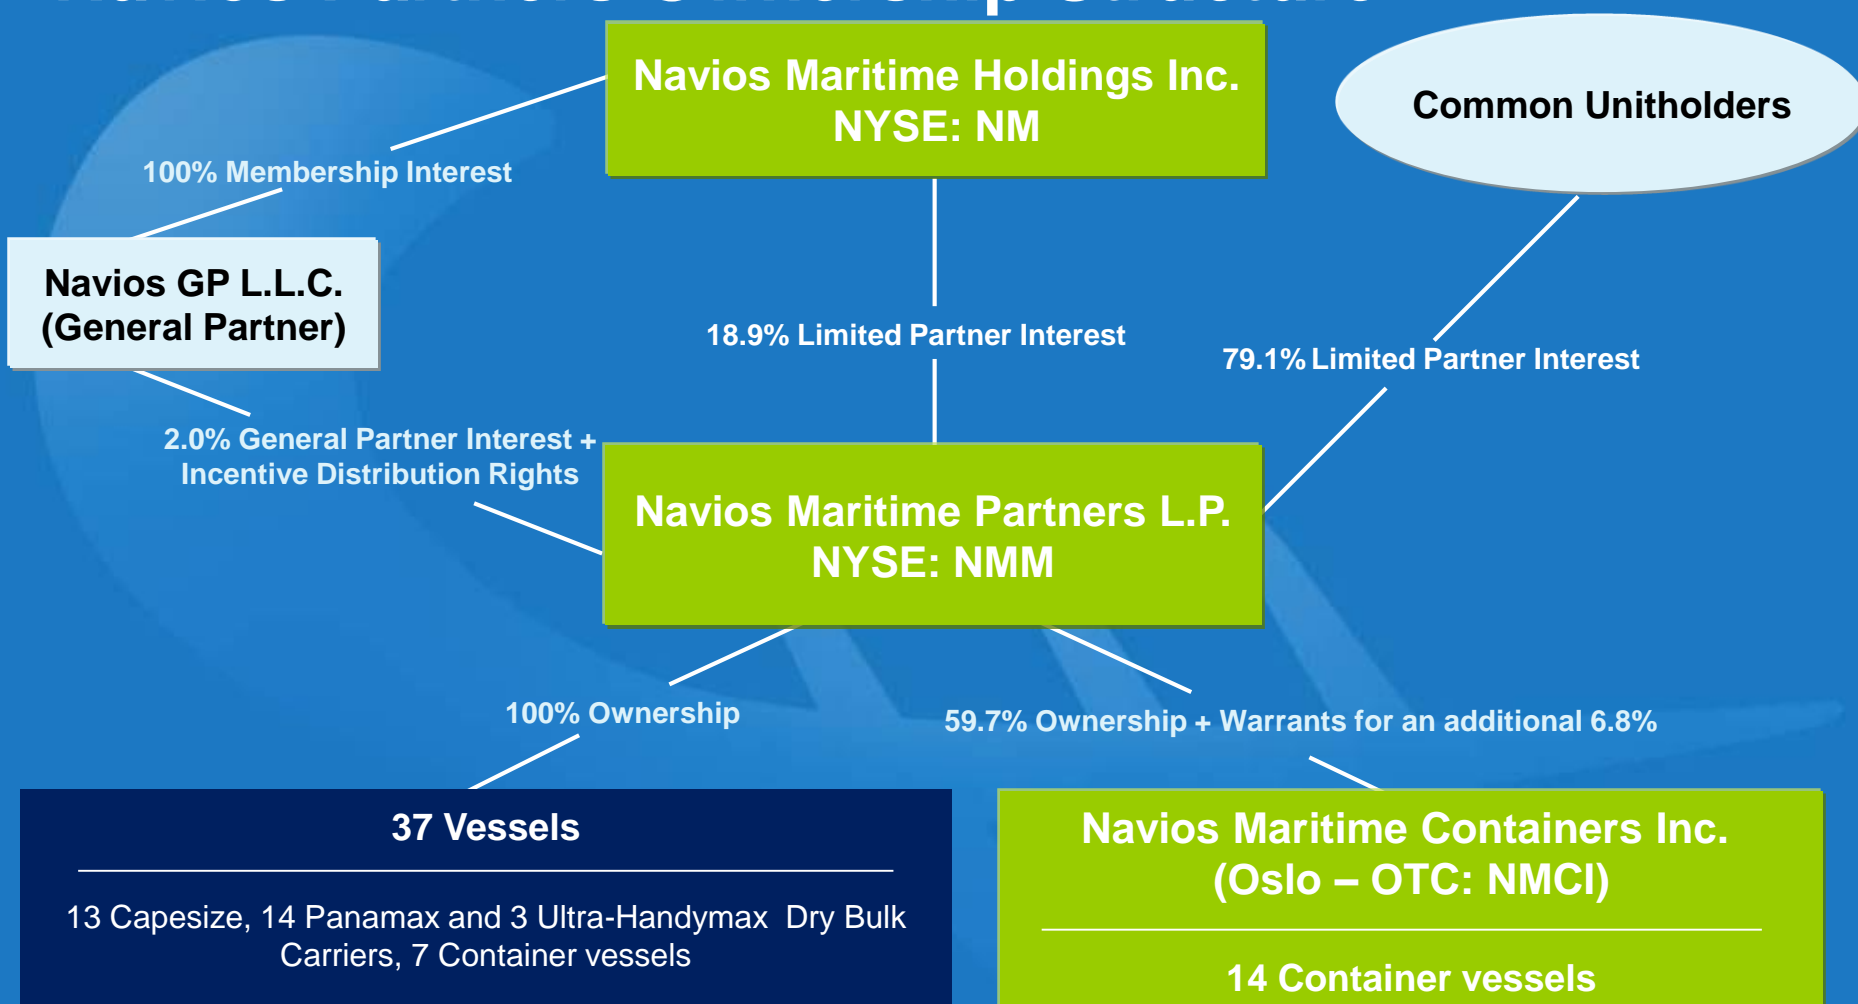 Navios Maritime Holdings Inc.
NYSE: NM
Common Unitholders
100% Membership Interest
Navios GP L.L.C.
(General Partner)
18.9% Limited Partner Interest
79.1% Limited Partner Interest
2.0% General Partner Interest +
Incentive Distribution Rights
Navios Maritime Partners L.P.
NYSE: NMM
100% Ownership
59.7% Ownership + Warrants for an additional 6.8%
37 Vessels
13 Capesize, 14 Panamax and 3 Ultra-Handymax Dry Bulk
Carriers, 7 Container vessels
Navios Maritime Containers Inc.
(Oslo – OTC: NMCI)
14 Container vessels